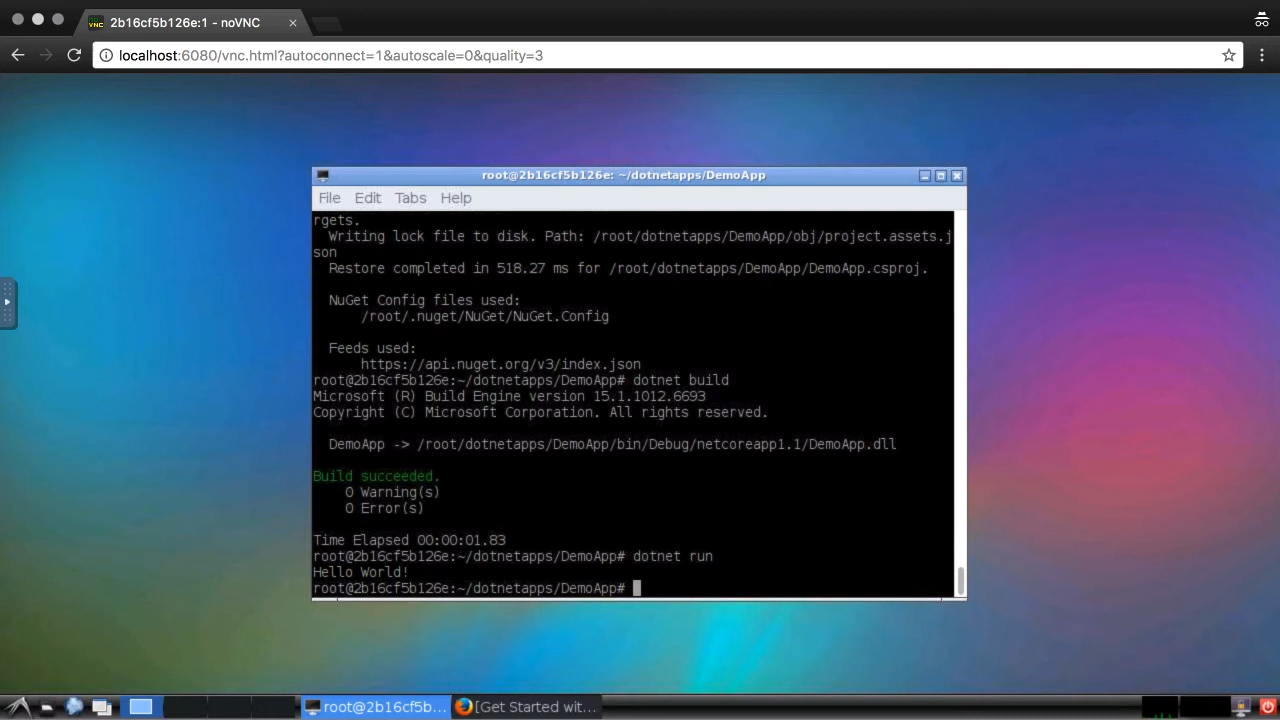 2b16cf5b126e:1 - noVNC
localhost:6080/vnc.html?autoconnect=1&autoscale=0&quality=3
root@2b16cf5b126e: ~/dotnetapps/DemoApp
File Edit Tabs Help
rgets.
Writing lock file to disk. Path: /root/dotnetapps/DemoApp/obj/project.assets.j
son
Restore completed in 518.27 ms for /root/dotnetapps/DemoApp/DemoApp.csproj.
NuGet Config files used:
/root/.nuget/NuGet/NuGet.Config
Feeds used:
https://api.nuget.org/v3/index.json
root@2b16cf5b126e:~/dotnetapps/DemoApp# dotnet build
Microsoft (R) Build Engine version 15.1.1012.6693
Copyright (C) Microsoft Corporation. All rights reserved.
DemoApp -> /root/dotnetapps/DemoApp/bin/Debug/netcoreapp1.1/DemoApp.dll
Build succeeded.
0 Warning(s)
0 Error(s)
Time Elapsed 00:00:01.83
root@2b16cf5b126e:~/dotnetapps/DemoApp# dotnet run
Hello World!
root@2b16cf5b126e:~/dotnetapps/DemoApp#
root@2b16cf5b... [Get Started wit...